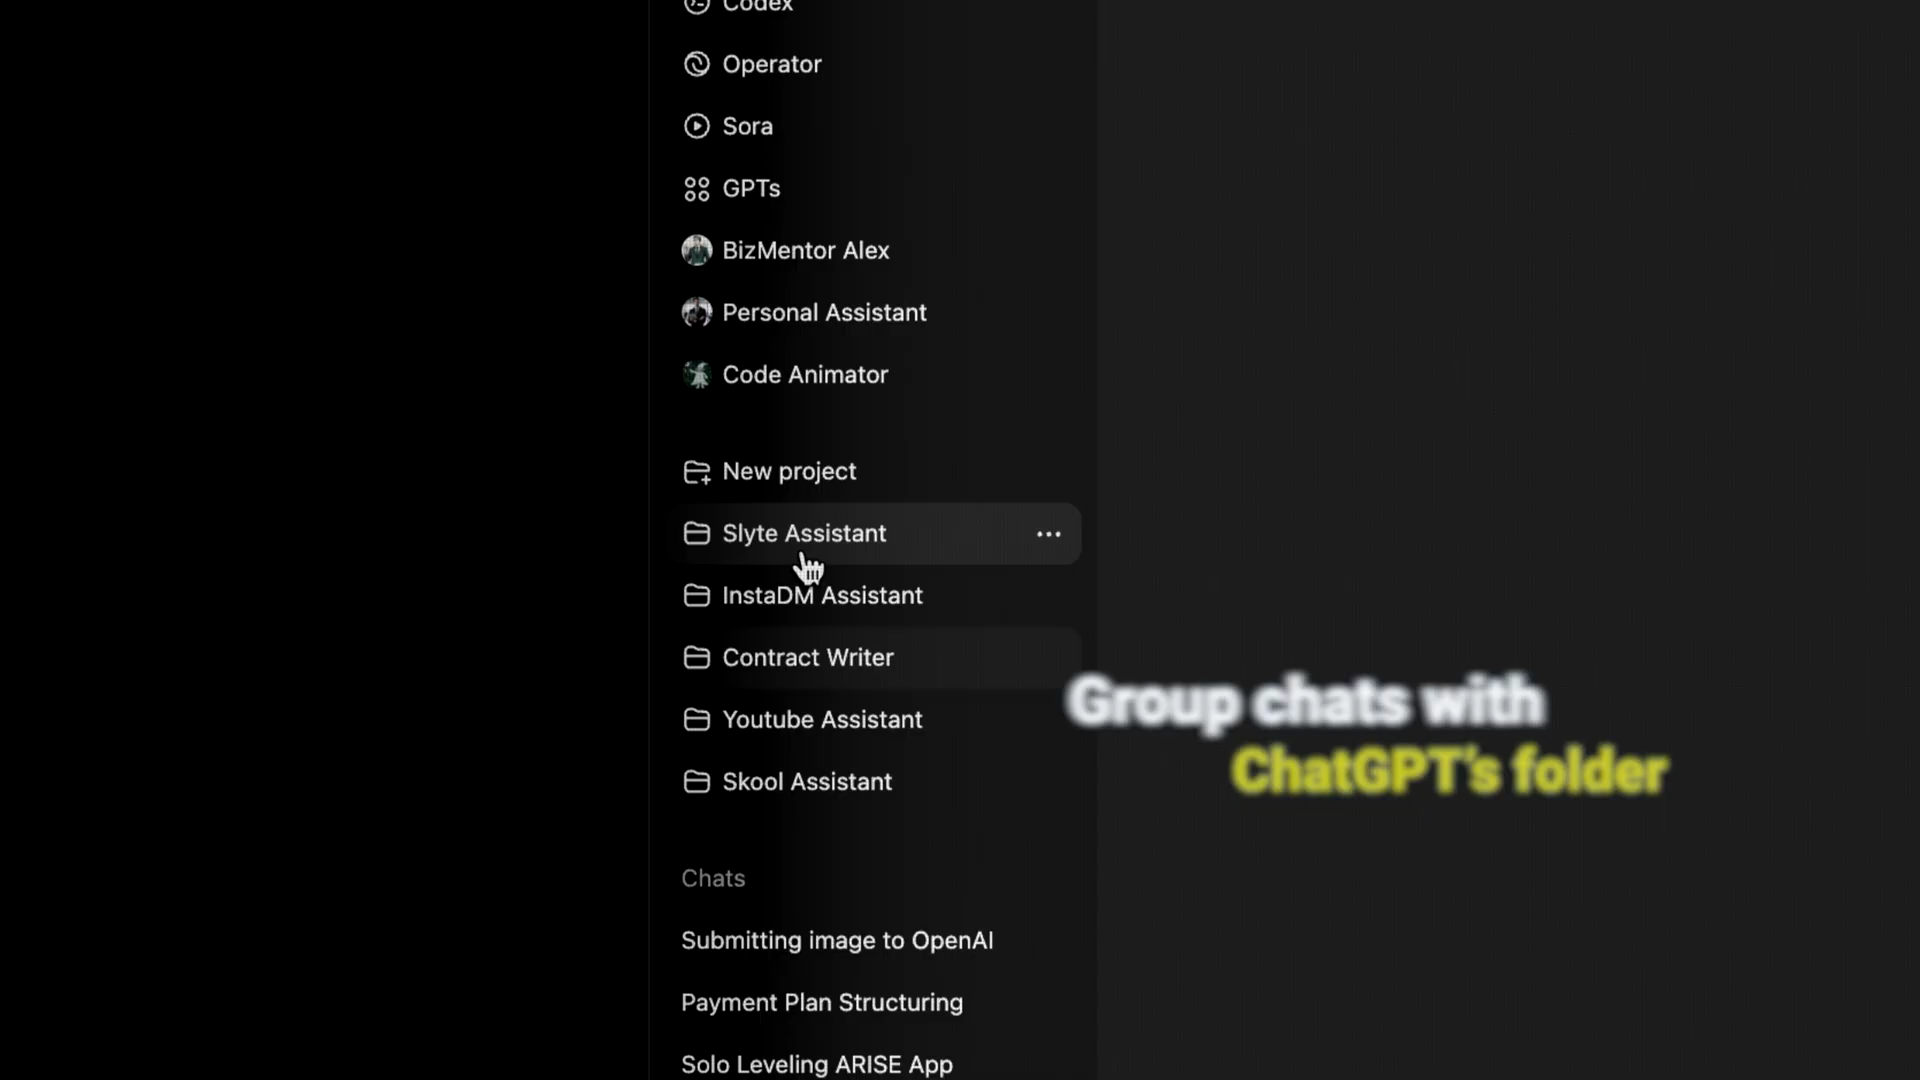 Codex
Operator
Sora
GPTs
BizMentor Alex
Personal Assistant
Code Animator
New project
Slyte Assistant
InstaDM Assistant
Contract Writer
Youtube Assistant
Skool Assistant
Group chats with
ChatGPT's folder
Chats
Submitting image to OpenAI
Payment Plan Structuring
Solo Leveling ARISE App